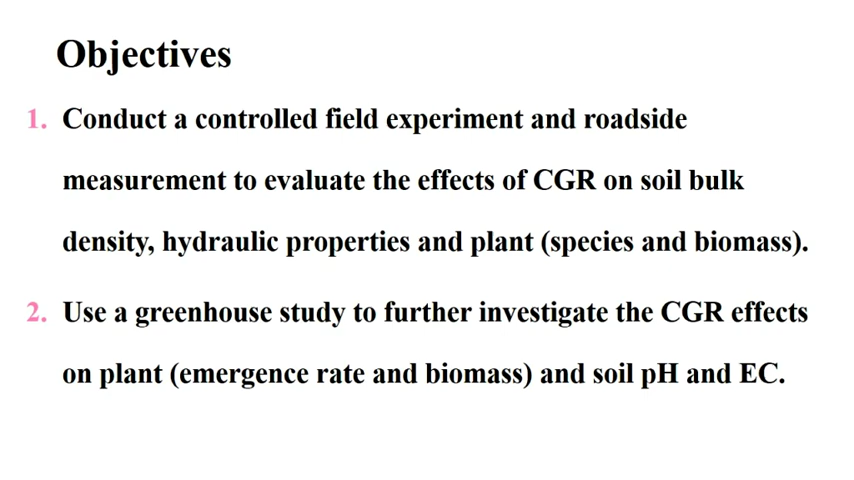 Objectives
1. Conduct a controlled field experiment and roadside
measurement to evaluate the effects of CGR on soil bulk
density, hydraulic properties and plant (species and biomass).
2. Use a greenhouse study to further investigate the CGR effects
on plant (emergence rate and biomass) and soil pH and EC.